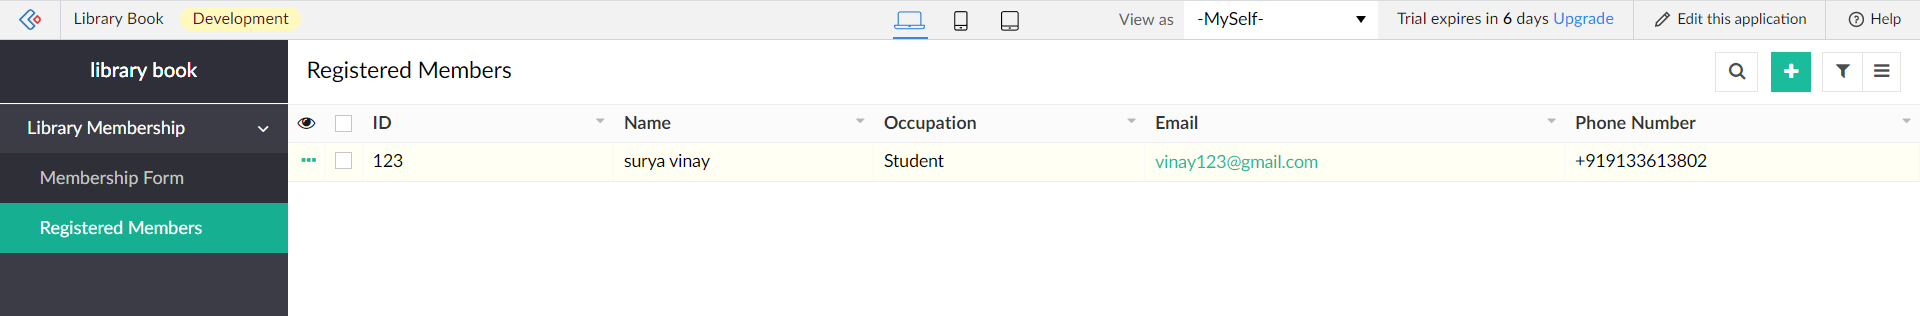 Library Book Development View as -MySelf- Trial expires in 6 days Upgrade Edit this application Help
library book
Registered Members
Library Membership
Membership Form
Registered Members
ID Name Occupation Email Phone Number
123 surya vinay Student vinay123@gmail.com +919133613802